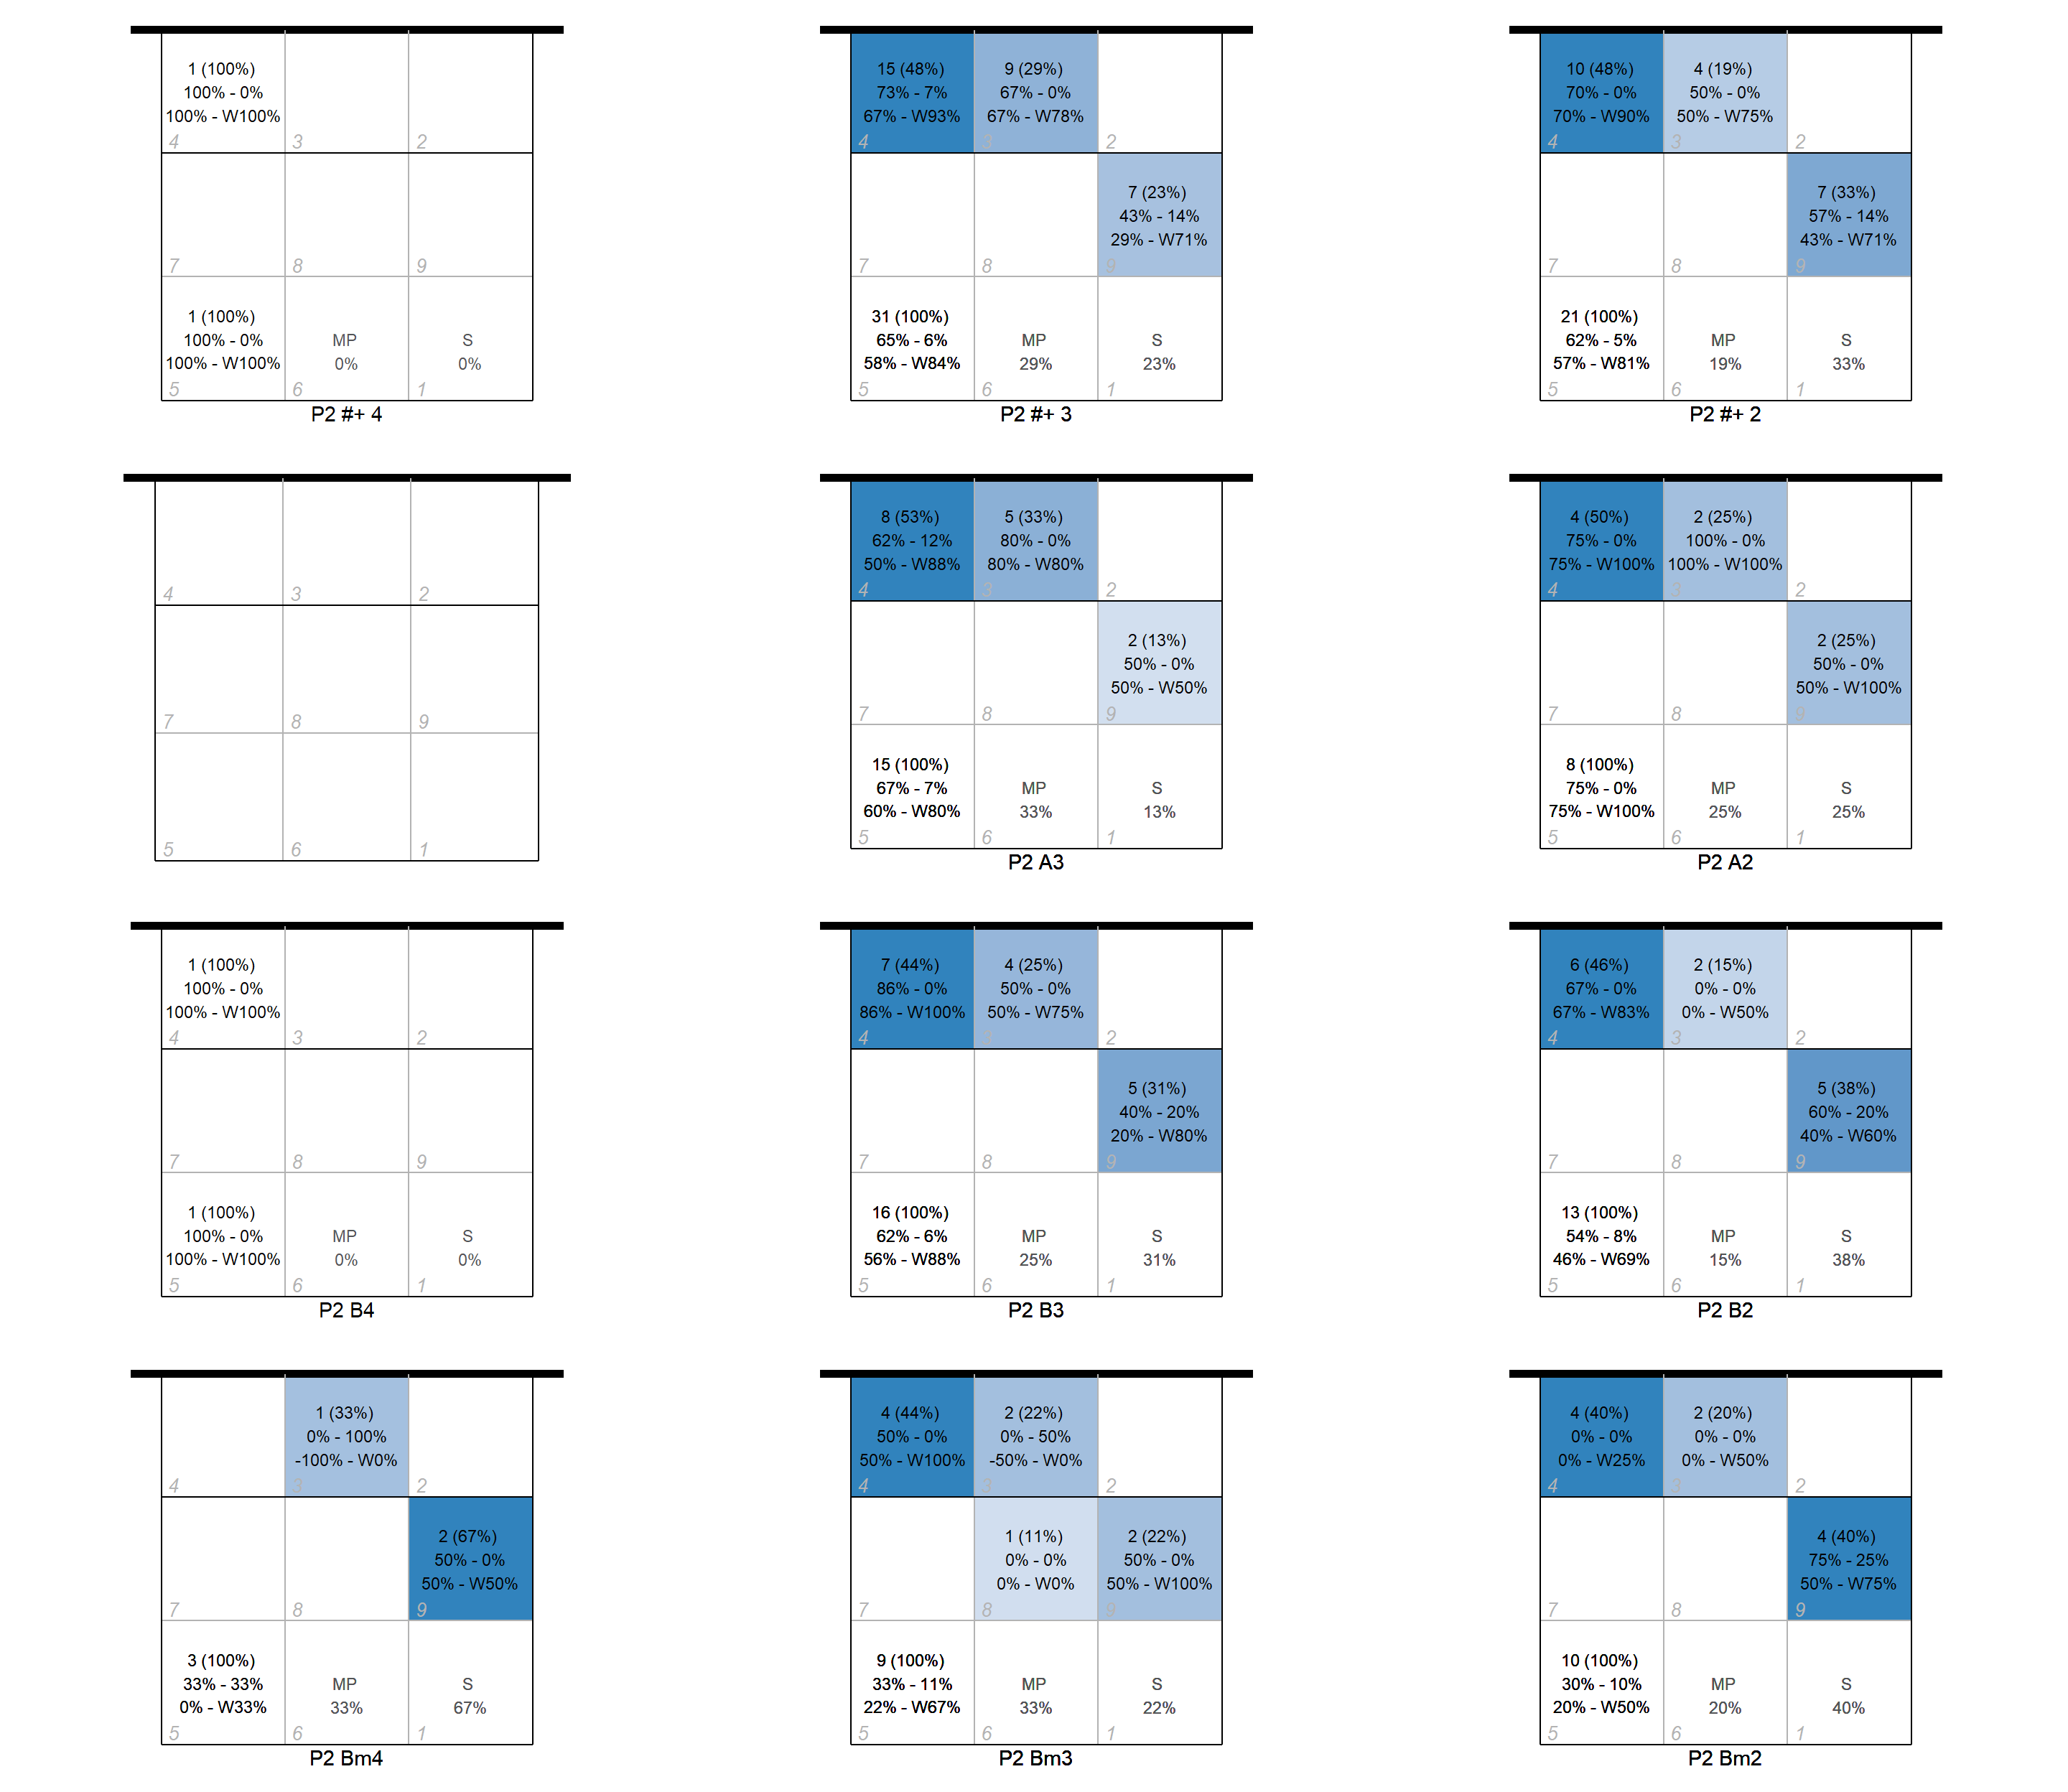 1 (100%)
100% - 0%
100% - W100%
4
3
2
7
8
9
1 (100%)
100% - 0%
100% - W100%
5
MP
0%
6
S
0%
1
P2 #+ 4
15 (48%)
73% - 7%
67% - W93%
4
9 (29%)
67% - 0%
67% - W78%
3
2
7
8
7 (23%)
43% - 14%
29% - W71%
9
31 (100%)
65% - 6%
58% - W84%
5
MP
29%
6
S
23%
1
P2 #+ 3
10 (48%)
70% - 0%
70% - W90%
4
4 (19%)
50% - 0%
50% - W75%
3
2
7
8
7 (33%)
57% - 14%
43% - W71%
9
21 (100%)
62% - 5%
57% - W81%
5
MP
19%
6
S
33%
1
P2 #+ 2
4
3
2
7
8
9
5
6
1
8 (53%)
62% - 12%
50% - W88%
4
5 (33%)
80% - 0%
80% - W80%
3
2
7
8
2 (13%)
50% - 0%
50% - W50%
9
15 (100%)
67% - 7%
60% - W80%
5
MP
33%
6
S
13%
1
P2 A3
4 (50%)
75% - 0%
75% - W100%
4
2 (25%)
100% - 0%
100% - W100%
3
2
7
8
2 (25%)
50% - 0%
50% - W100%
9
8 (100%)
75% - 0%
75% - W100%
5
MP
25%
6
S
25%
1
P2 A2
1 (100%)
100% - 0%
100% - W100%
4
3
2
7
8
9
1 (100%)
100% - 0%
100% - W100%
5
MP
0%
6
S
0%
1
P2 B4
7 (44%)
86% - 0%
86% - W100%
4
4 (25%)
50% - 0%
50% - W75%
3
2
7
8
5 (31%)
40% - 20%
20% - W80%
9
16 (100%)
62% - 6%
56% - W88%
5
MP
25%
6
S
31%
1
P2 B3
6 (46%)
67% - 0%
67% - W83%
4
2 (15%)
0% - 0%
0% - W50%
3
2
7
8
5 (38%)
60% - 20%
40% - W60%
9
13 (100%)
54% - 8%
46% - W69%
5
MP
15%
6
S
38%
1
P2 B2
4
1 (33%)
0% - 100%
-100% - W0%
3
2
7
8
2 (67%)
50% - 0%
50% - W50%
9
3 (100%)
33% - 33%
0% - W33%
5
MP
33%
6
S
67%
1
P2 Bm4
4 (44%)
50% - 0%
50% - W100%
4
2 (22%)
0% - 50%
-50% - W0%
3
2
7
1 (11%)
0% - 0%
0% - W0%
8
2 (22%)
50% - 0%
50% - W100%
9
9 (100%)
33% - 11%
22% - W67%
5
MP
33%
6
S
22%
1
P2 Bm3
4 (40%)
0% - 0%
0% - W25%
4
2 (20%)
0% - 0%
0% - W50%
3
2
7
8
4 (40%)
75% - 25%
50% - W75%
9
10 (100%)
30% - 10%
20% - W50%
5
MP
20%
6
S
40%
1
P2 Bm2